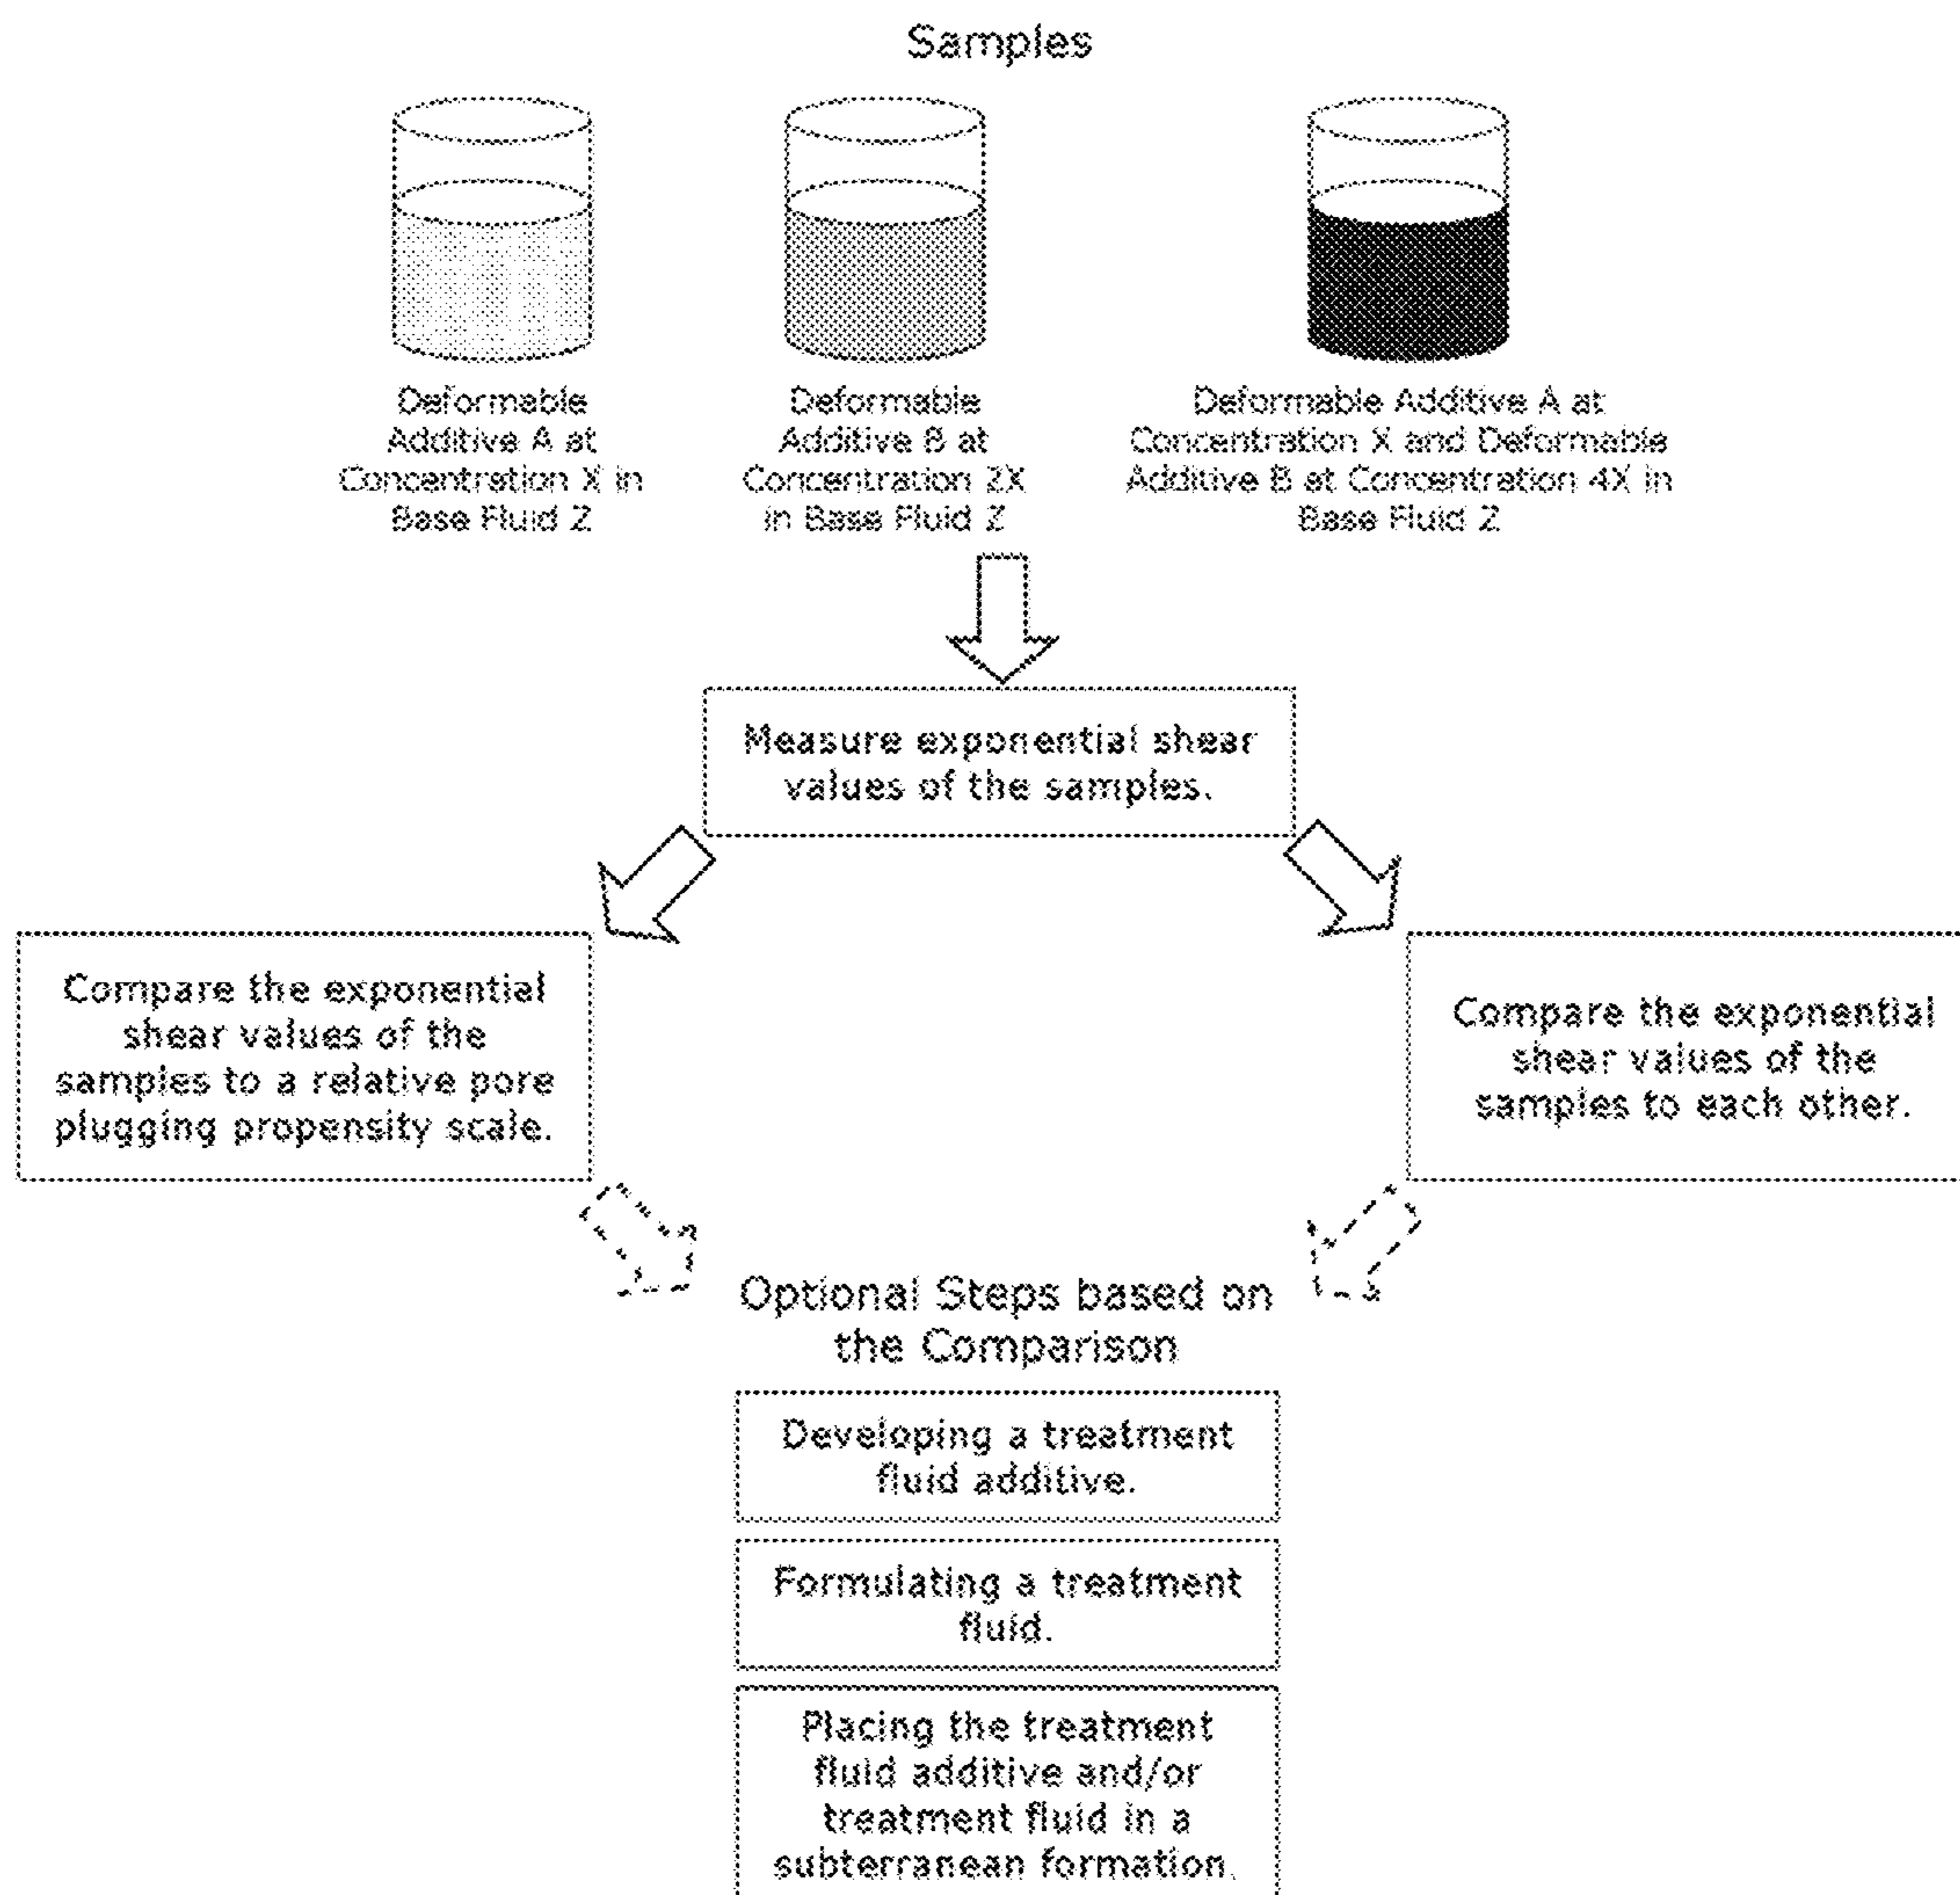 Samples
Deformable
Additive A at
Concentration X in
Base Fluid Z
Deformable
Additive B at
Concentration 2X
in Base Fluid Z
Deformable Additive A at
Concentration X and Deformable
Additive B at Concentration 4X in
Base Fluid Z
Measure exponential shear
values of the samples.
Compare the exponential
shear values of the
samples to a relative pore
plugging propensity scale.
Compare the exponential
shear values of the
samples to each other.
Optional Steps based on
the Comparison
Developing a treatment
fluid additive.
Formulating a treatment
fluid.
Placing the treatment
fluid additive and/or
treatment fluid in a
subterranean formation.